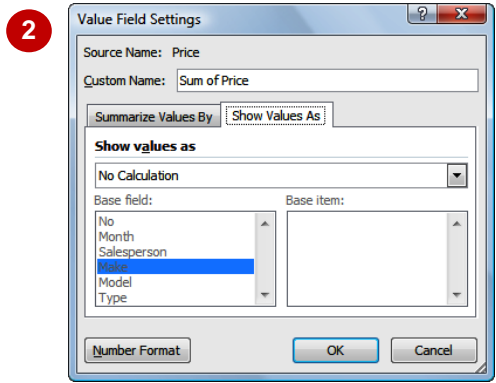 2
Value Field Settings
Source Name: Price
Custom Name: Sum of Price
Summarize Values By Show Values As
Show values as
No Calculation
Base field: Base item:
No
Month
Salesperson
Make
Model
Type
Number Format OK Cancel